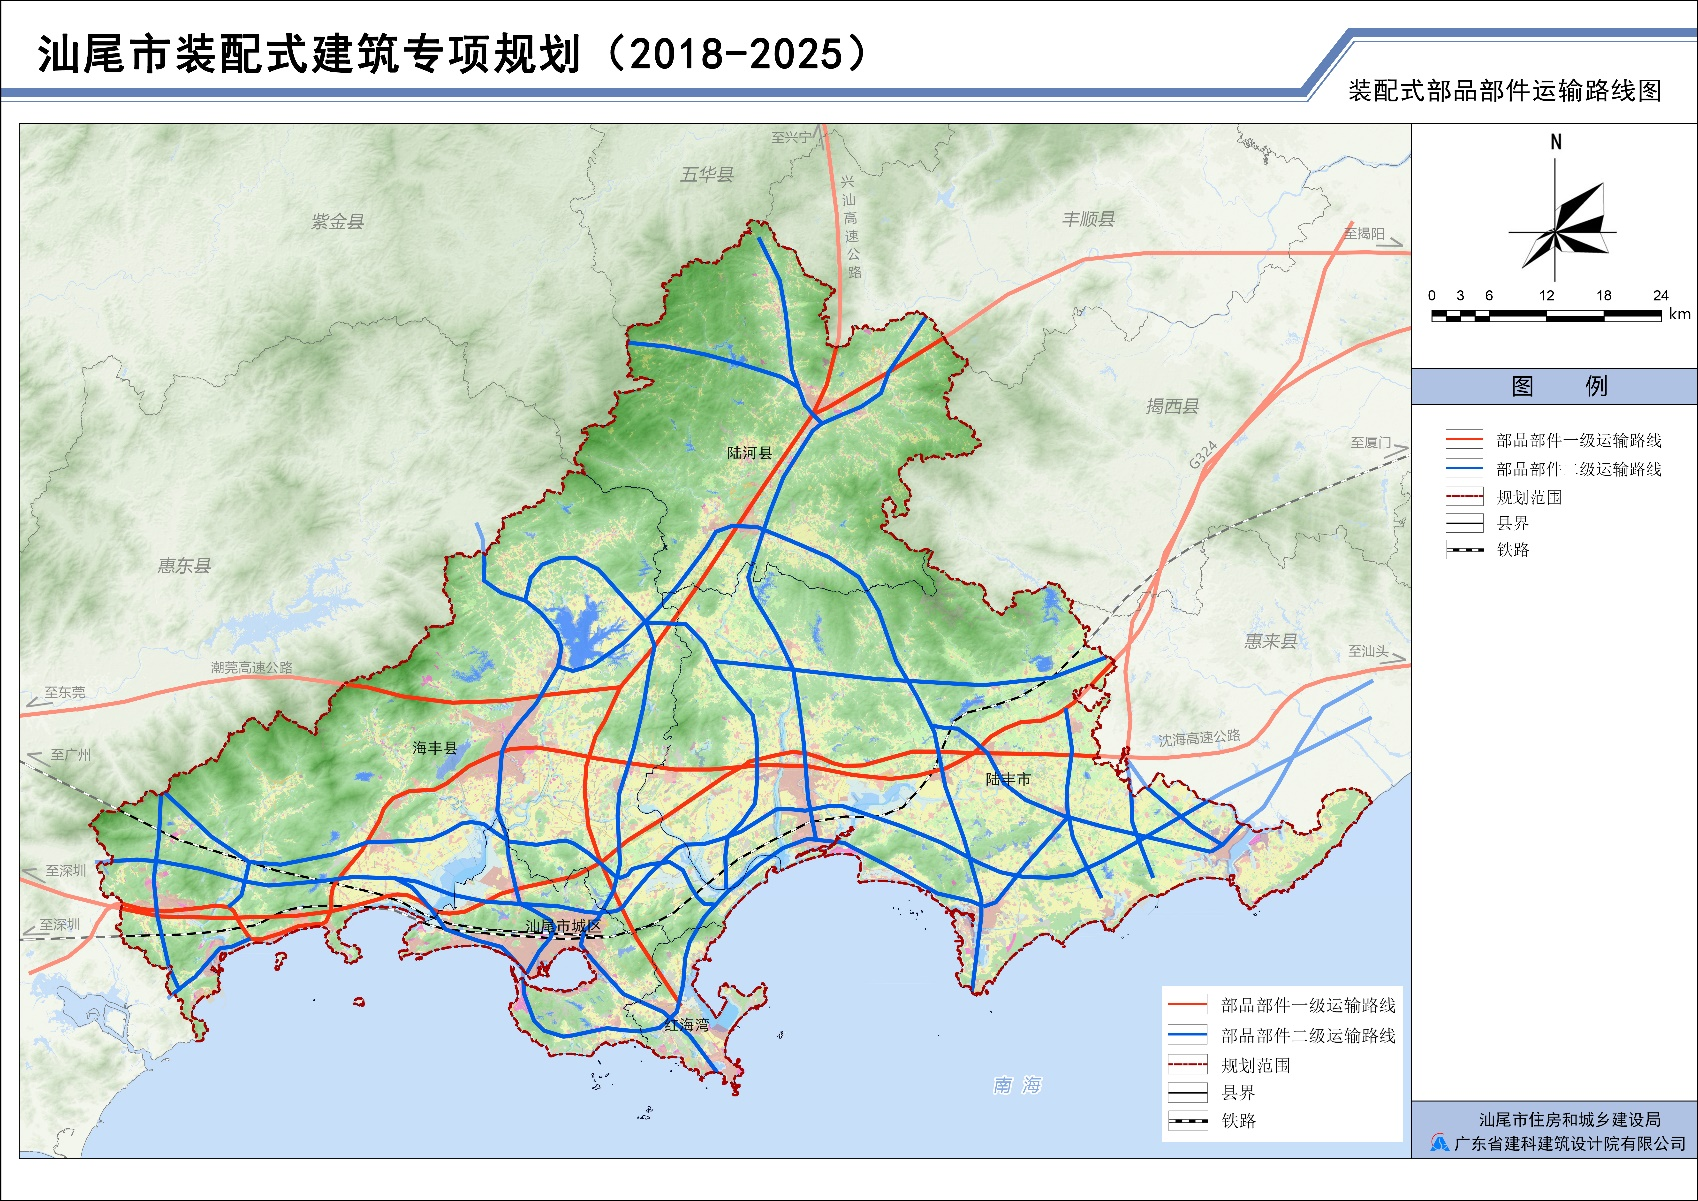 汕尾市装配式建筑专项规划（2018-2025）
装配式部品部件运输路线图
至兴宁
五华县
兴汕高速公路
紫金县
丰顺县
至揭阳
揭西县
至厦门
G324
陆河县
惠东县
惠来县
至汕头
潮莞高速公路
至东莞
沈海高速公路
至广州
海丰县
陆丰市
至深圳
至深圳
汕尾市城区
红海湾
南海
部品部件一级运输路线
部品部件二级运输路线
规划范围
县界
铁路
N
0 3 6 12 18 24
km
图 例
部品部件一级运输路线
部品部件二级运输路线
规划范围
县界
铁路
汕尾市住房和城乡建设局
广东省建科建筑设计院有限公司